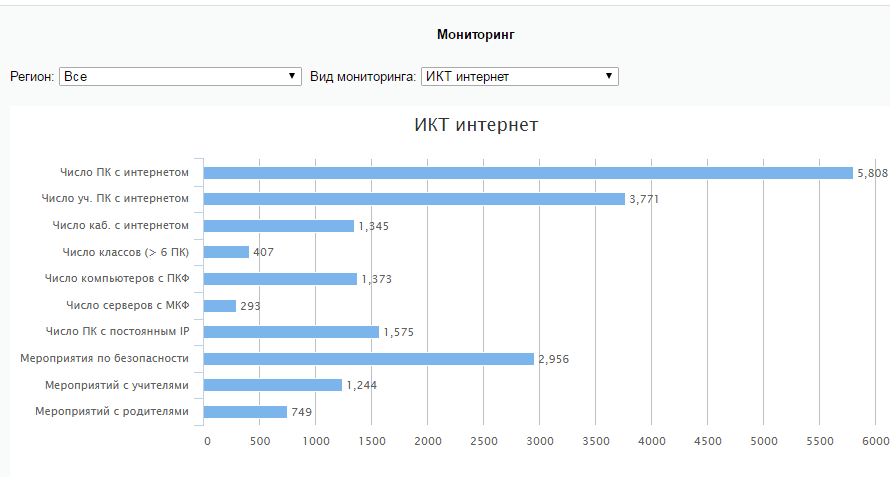 Мониторинг
Регион: Все Вид мониторинга: ИКТ интернет
ИКТ интернет
Число ПК с интернетом 5,808
Число уч. ПК с интернетом 3,771
Число каб. с интернетом 1,345
Число классов (> 6 ПК) 407
Число компьютеров с ПКФ 1,373
Число серверов с МКФ 293
Число ПК с постоянным IP 1,575
Мероприятия по безопасности 2,956
Мероприятий с учителями 1,244
Мероприятий с родителями 749
0 500 1000 1500 2000 2500 3000 3500 4000 4500 5000 5500 6000